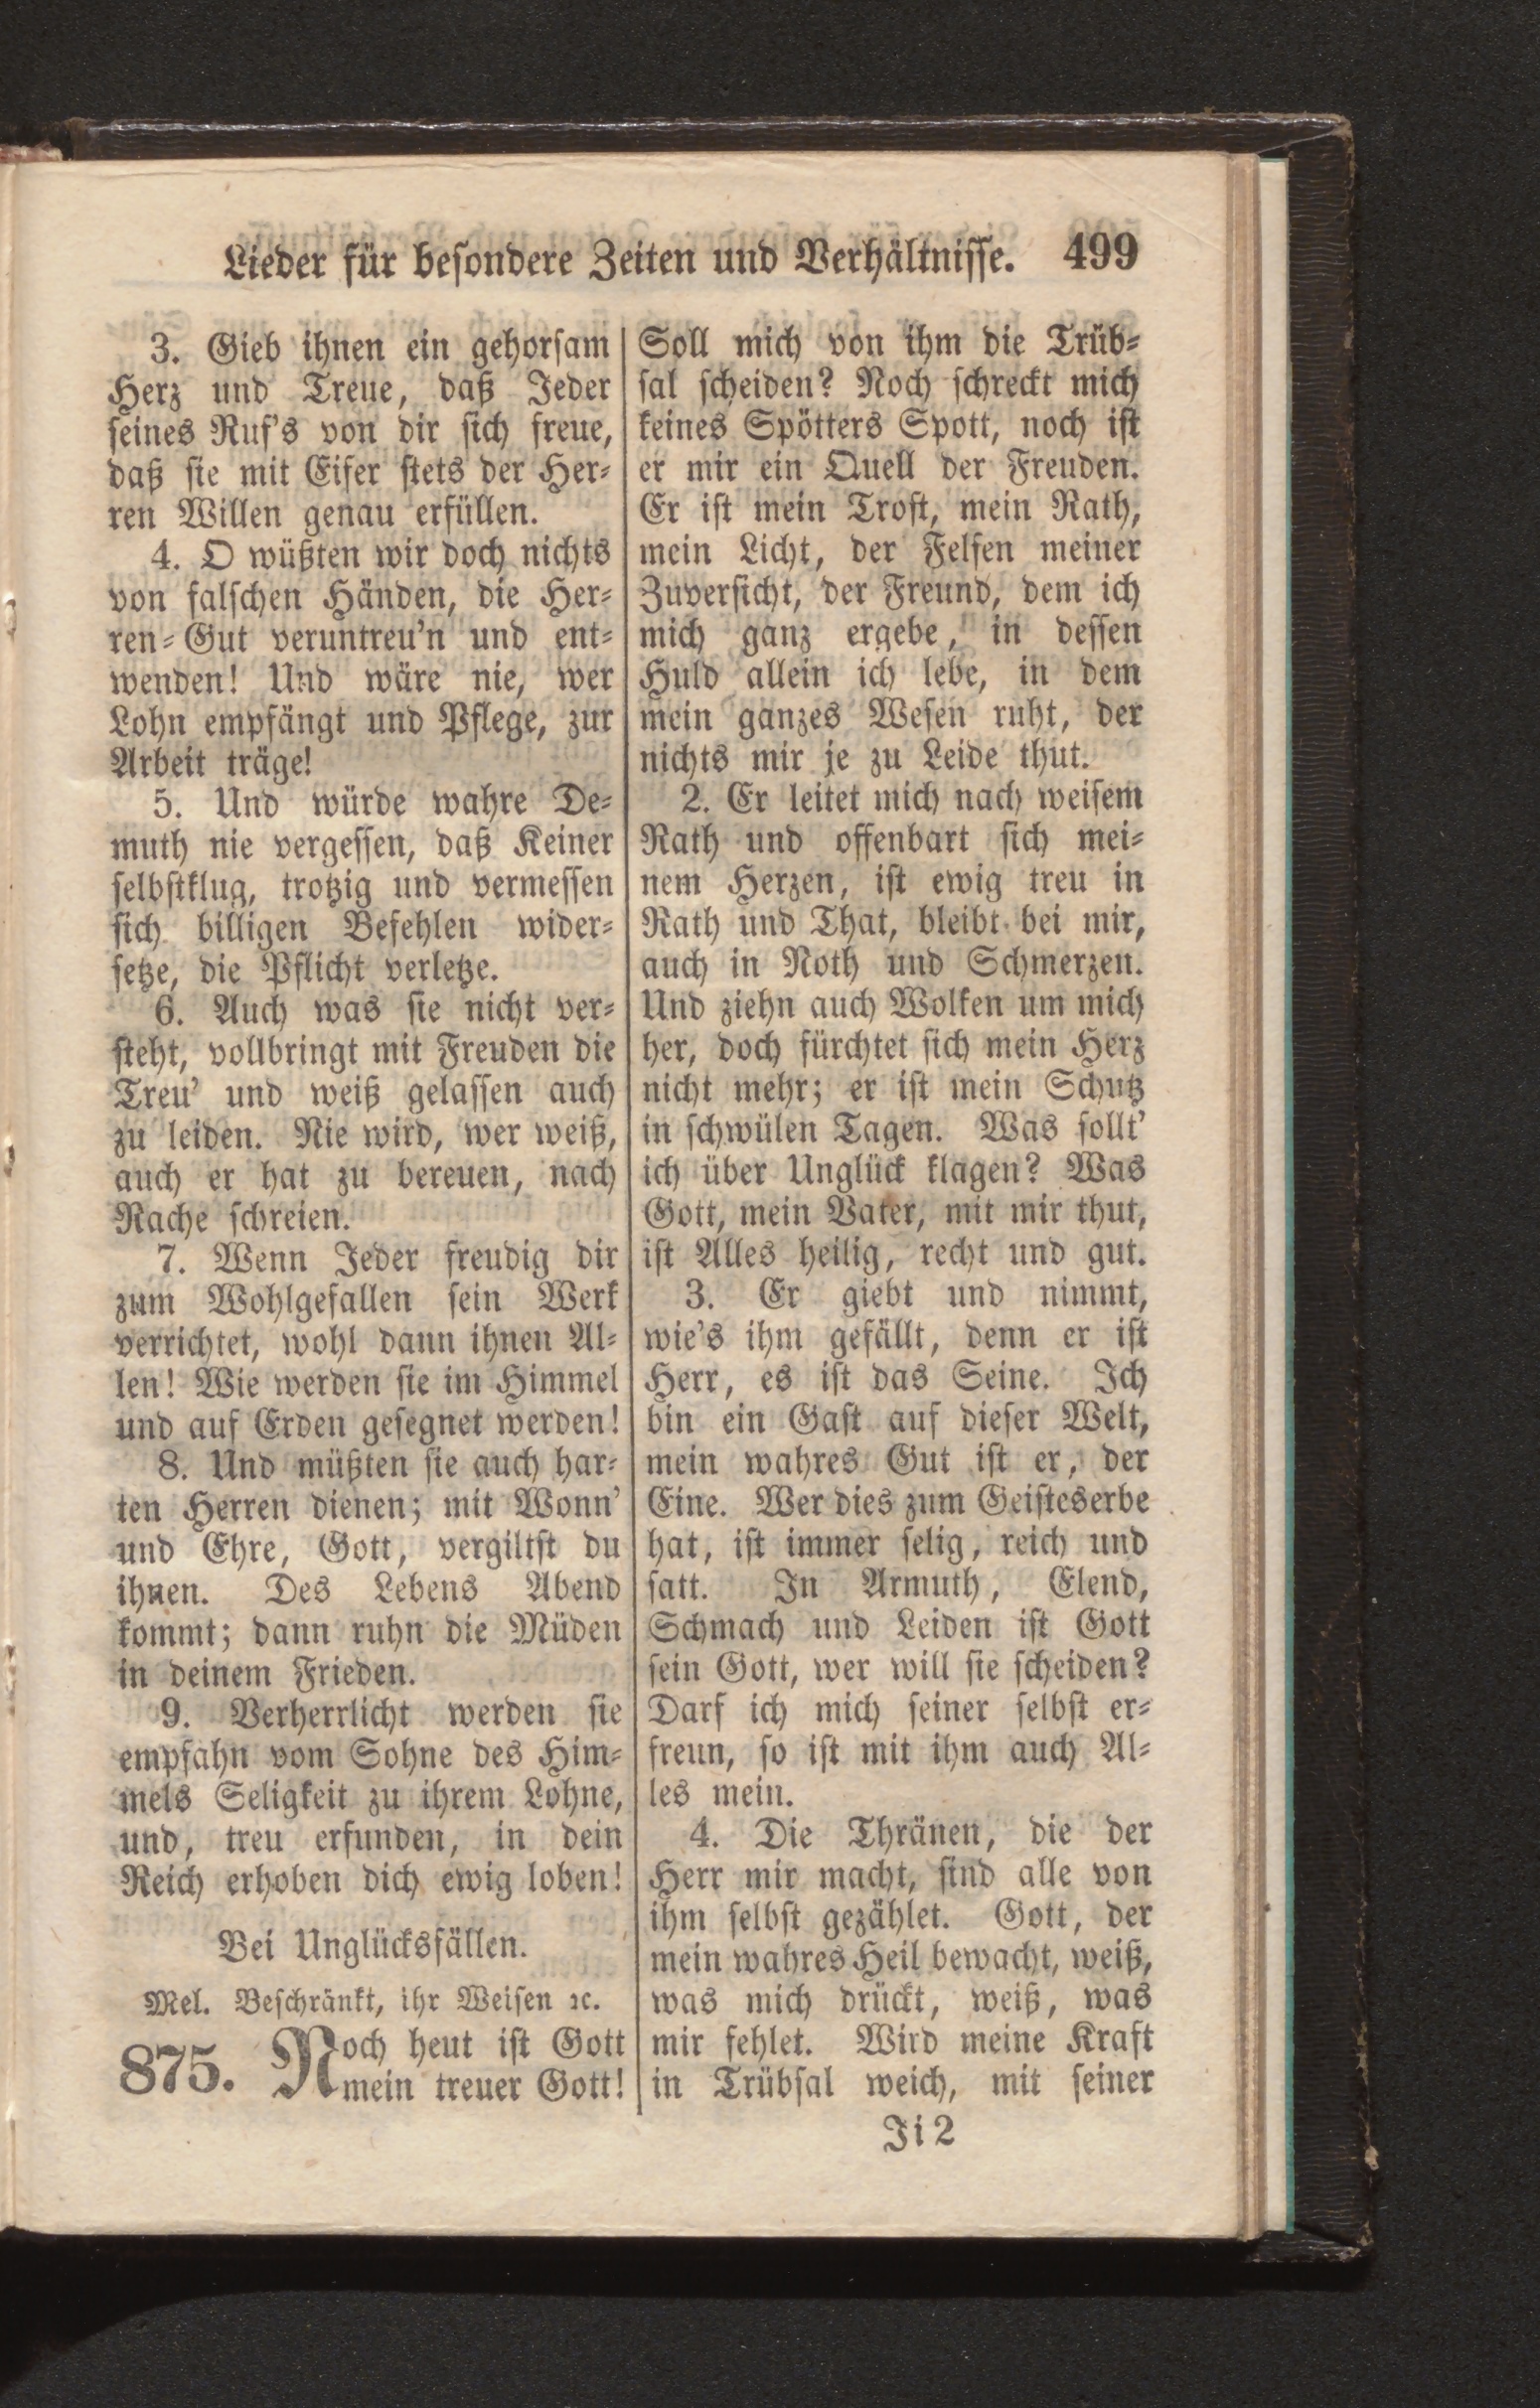 Lieder für besondere Zeiten und Verhältnisse. 499
3. Gieb ihnen ein gehorsam
Herz und Treue, daß Jeder
seines Ruf's von dir sich freue,
daß sie mit Eifer stets der Her-
ren Willen genau erfüllen.
4. O wüßten wir doch nichts
von falschen Händen, die Her-
ren-Gut veruntreu'n und ent-
wenden! Und wäre nie, wer
Lohn empfängt und Pflege, zur
Arbeit träge!
5. Und würde wahre De-
muth nie vergessen, daß Keiner
selbstklug, trotzig und vermessen
sich billigen Befehlen wider-
setze, die Pflicht verletze.
6. Auch was sie nicht ver-
steht, vollbringt mit Freuden die
Treu' und weiß gelassen auch
zu leiden. Nie wird, wer weiß,
auch er hat zu bereuen, nach
Rache schreien.
7. Wenn Jeder freudig dir
zum Wohlgefallen sein Werk
verrichtet, wohl dann ihnen Al-
len! Wie werden sie im Himmel
und auf Erden gesegnet werden!
8. Und müßten sie auch har-
ten Herren dienen; mit Wonn'
und Ehre, Gott, vergiltst du
ihnen. Des Lebens Abend
kommt; dann ruhn die Müden
in deinem Frieden.
9. Verherrlicht werden sie
empfahn vom Sohne des Him-
mels Seligkeit zu ihrem Lohne,
und, treu erfunden, in dein
Reich erhoben dich ewig loben!
Bei Unglücksfällen.
Mel. Beschränkt, ihr Weisen ꝛc.
875. Noch heut ist Gott
mein treuer Gott!
Soll mich von ihm die Trüb-
sal scheiden? Noch schreckt mich
keines Spötters Spott, noch ist
er mir ein Quell der Freuden.
Er ist mein Trost, mein Rath,
mein Licht, der Felsen meiner
Zuversicht, der Freund, dem ich
mich ganz ergebe, in dessen
Huld allein ich lebe, in dem
mein ganzes Wesen ruht, der
nichts mir je zu Leide thut.
2. Er leitet mich nach weisem
Rath und offenbart sich mei-
nem Herzen, ist ewig treu in
Rath und That, bleibt bei mir,
auch in Noth und Schmerzen.
Und ziehn auch Wolken um mich
her, doch fürchtet sich mein Herz
nicht mehr; er ist mein Schutz
in schwülen Tagen. Was sollt'
ich über Unglück klagen? Was
Gott, mein Vater, mit mir thut,
ist Alles heilig, recht und gut.
3. Er giebt und nimmt,
wie's ihm gefällt, denn er ist
Herr, es ist das Seine. Ich
bin ein Gast auf dieser Welt,
mein wahres Gut ist er, der
Eine. Wer dies zum Geisteserbe
hat, ist immer selig, reich und
satt. In Armuth, Elend,
Schmach und Leiden ist Gott
sein Gott, wer will sie scheiden?
Darf ich mich seiner selbst er-
freun, so ist mit ihm auch Al-
les mein.
4. Die Thränen, die der
Herr mir macht, sind alle von
ihm selbst gezählet. Gott, der
mein wahres Heil bewacht, weiß,
was mich drückt, weiß, was
mir fehlet. Wird meine Kraft
in Trübsal weich, mit seiner
Ji 2